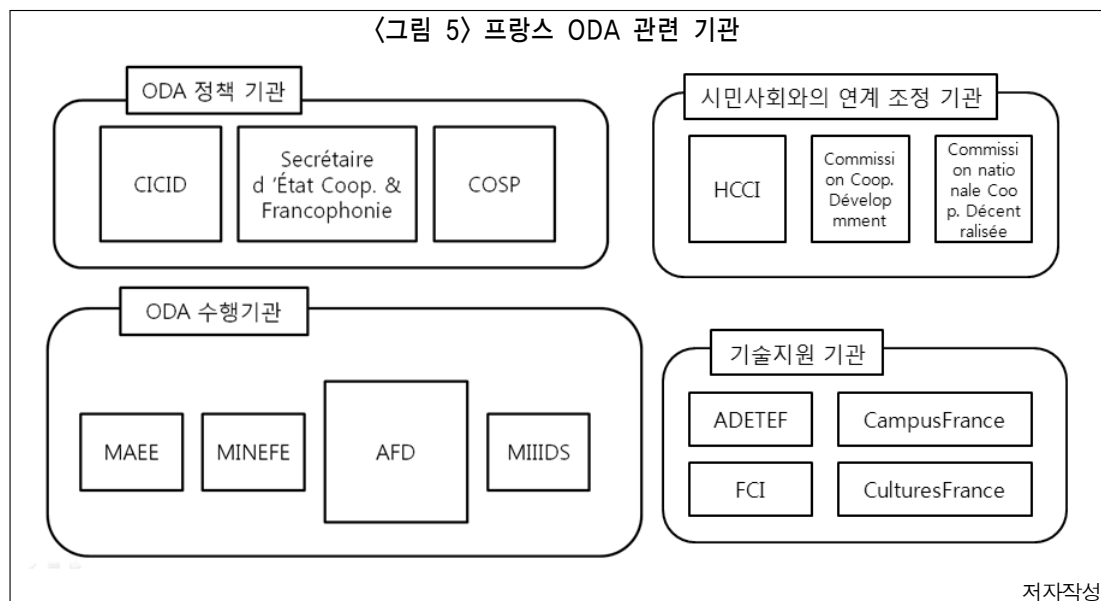 〈그림 5〉 프랑스 ODA 관련 기관
ODA 정책 기관
CICID
Secrétaire
d ’État Coop. &
Francophonie
COSP
시민사회와의 연계 조정 기관
HCCI
Commissi
on Coop.
Dévelop
mment
Commissi
on natio
nale Coo
p. Décent
ralisée
ODA 수행기관
MAEE
MINEFE
AFD
MIIIDS
기술지원 기관
ADETEF
CampusFrance
FCI
CulturesFrance
저자작성